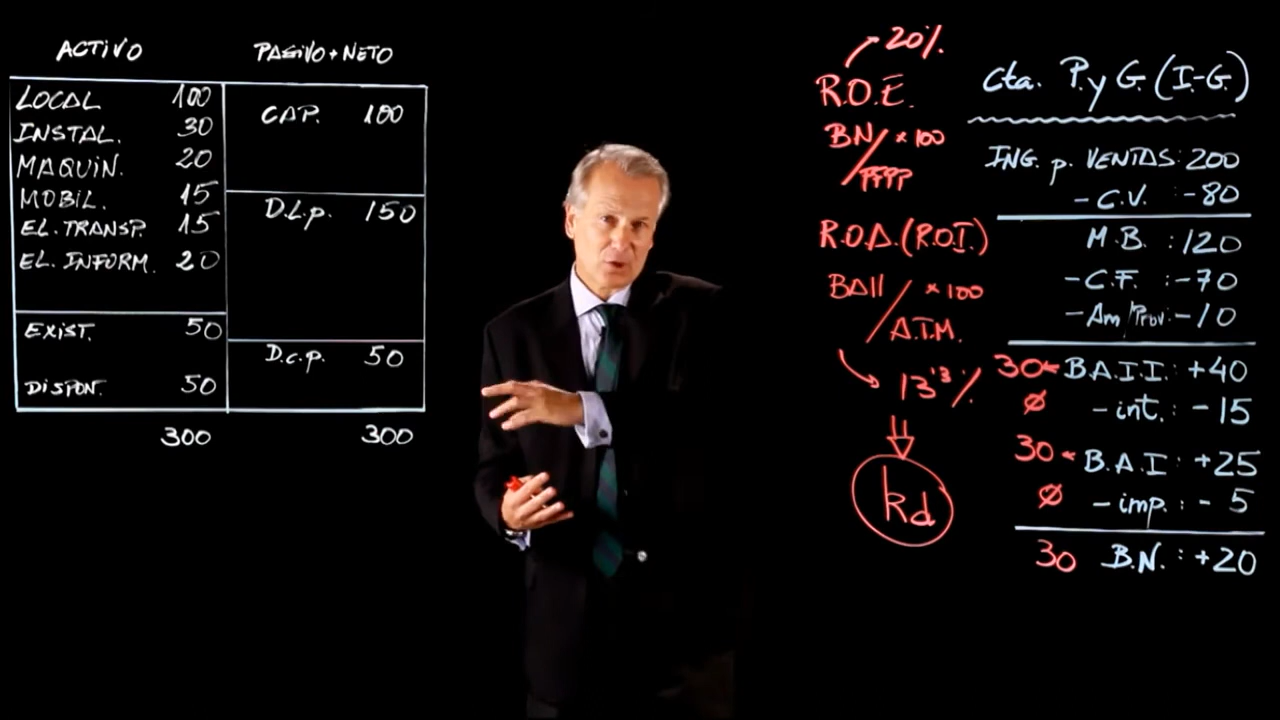 ACTIVO PASIVO + NETO
LOCAL 100
INSTAL. 30
MAQUIN. 20
MOBIL. 15
EL. TRANSP. 15
EL. INFORM. 20
EXIST. 50
DISPON. 50
300
CAP. 100
D.L.p. 150
D.c.p. 50
300
20%
R.O.E.
BN/×100
PFPP
R.O.A. (R.O.I.)
BAII / ×100
A.T.M.
13'3%
kd
Cta. P y G (I-G)
ING. p. VENTAS: 200
- C.V. : -80
M.B. : 120
- C.F. : -70
- Am/Prov: -10
30 B.A.I.I. : +40
Ø - int. : -15
30 B.A.I : +25
Ø - imp. : - 5
30 B.N. : +20